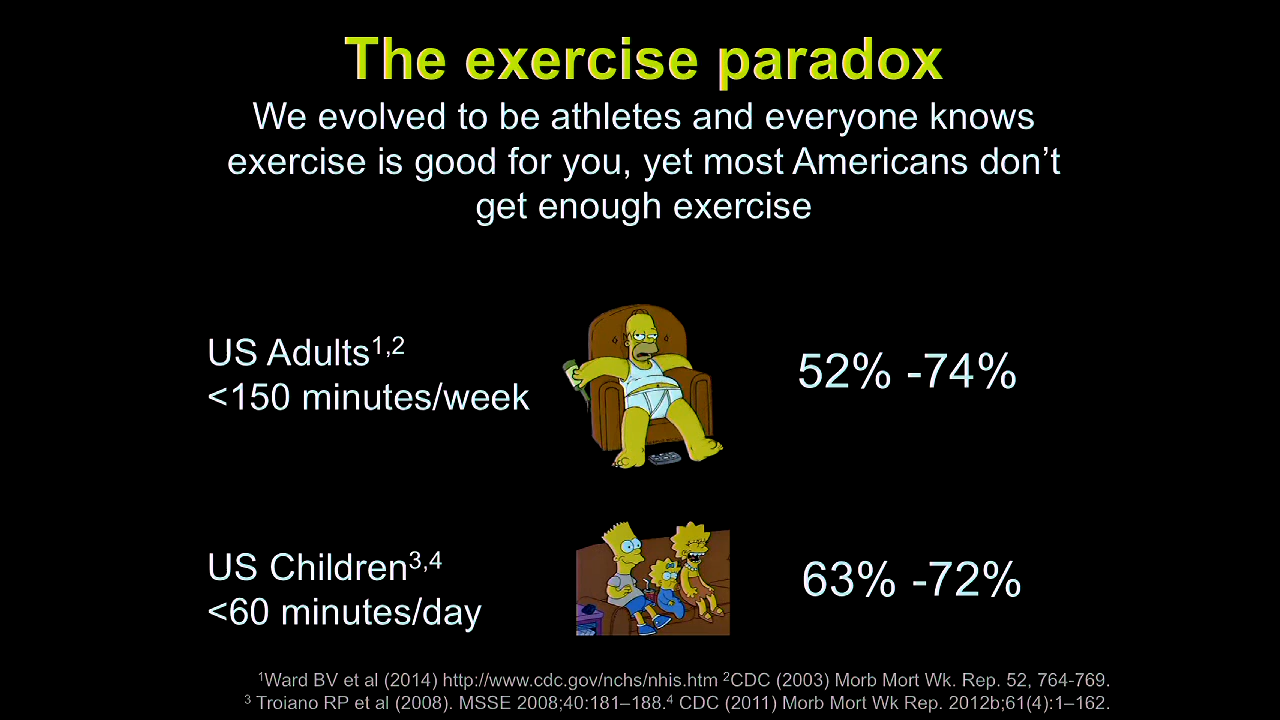 The exercise paradox
We evolved to be athletes and everyone knows
exercise is good for you, yet most Americans don’t
get enough exercise
US Adults¹,²
<150 minutes/week
52% -74%
US Children³,⁴
<60 minutes/day
63% -72%
¹Ward BV et al (2014) http://www.cdc.gov/nchs/nhis.htm ²CDC (2003) Morb Mort Wk. Rep. 52, 764-769.
³ Troiano RP et al (2008). MSSE 2008;40:181–188.⁴ CDC (2011) Morb Mort Wk Rep. 2012b;61(4):1–162.